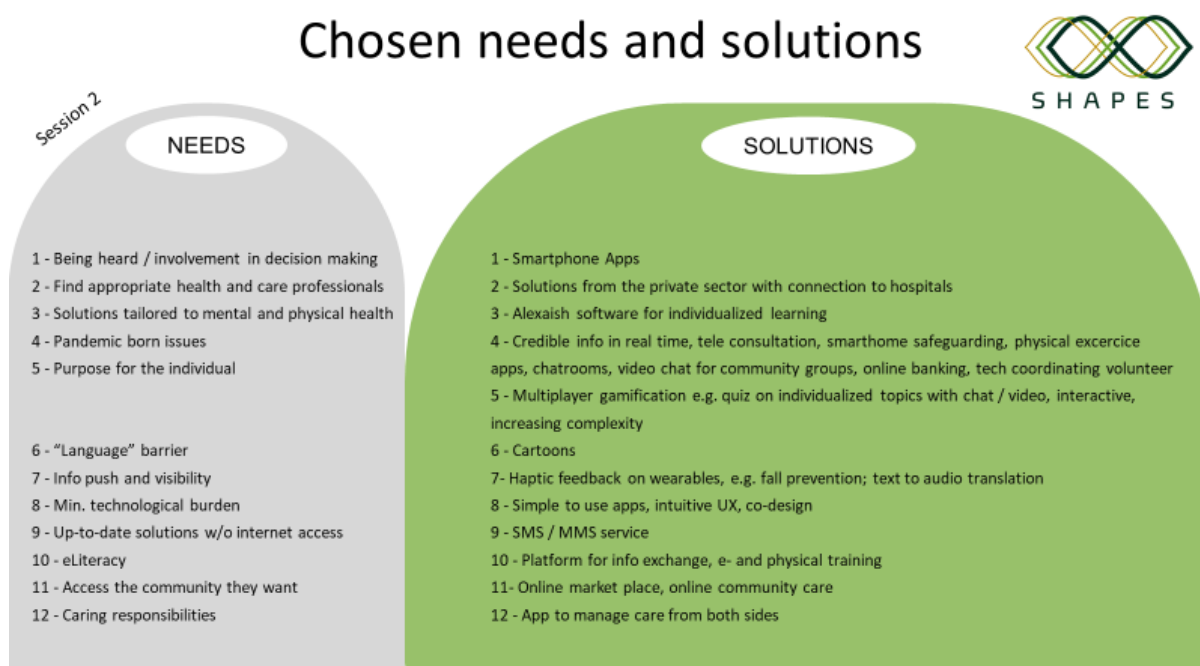 Chosen needs and solutions
SHAPES
Session 2
NEEDS
1 - Being heard / involvement in decision making
2 - Find appropriate health and care professionals
3 - Solutions tailored to mental and physical health
4 - Pandemic born issues
5 - Purpose for the individual
6 - “Language” barrier
7 - Info push and visibility
8 - Min. technological burden
9 - Up-to-date solutions w/o internet access
10 - eLiteracy
11 - Access the community they want
12 - Caring responsibilities
SOLUTIONS
1 - Smartphone Apps
2 - Solutions from the private sector with connection to hospitals
3 - Alexaish software for individualized learning
4 - Credible info in real time, tele consultation, smarthome safeguarding, physical excercice
apps, chatrooms, video chat for community groups, online banking, tech coordinating volunteer
5 - Multiplayer gamification e.g. quiz on individualized topics with chat / video, interactive,
increasing complexity
6 - Cartoons
7- Haptic feedback on wearables, e.g. fall prevention; text to audio translation
8 - Simple to use apps, intuitive UX, co-design
9 - SMS / MMS service
10 - Platform for info exchange, e- and physical training
11- Online market place, online community care
12 - App to manage care from both sides